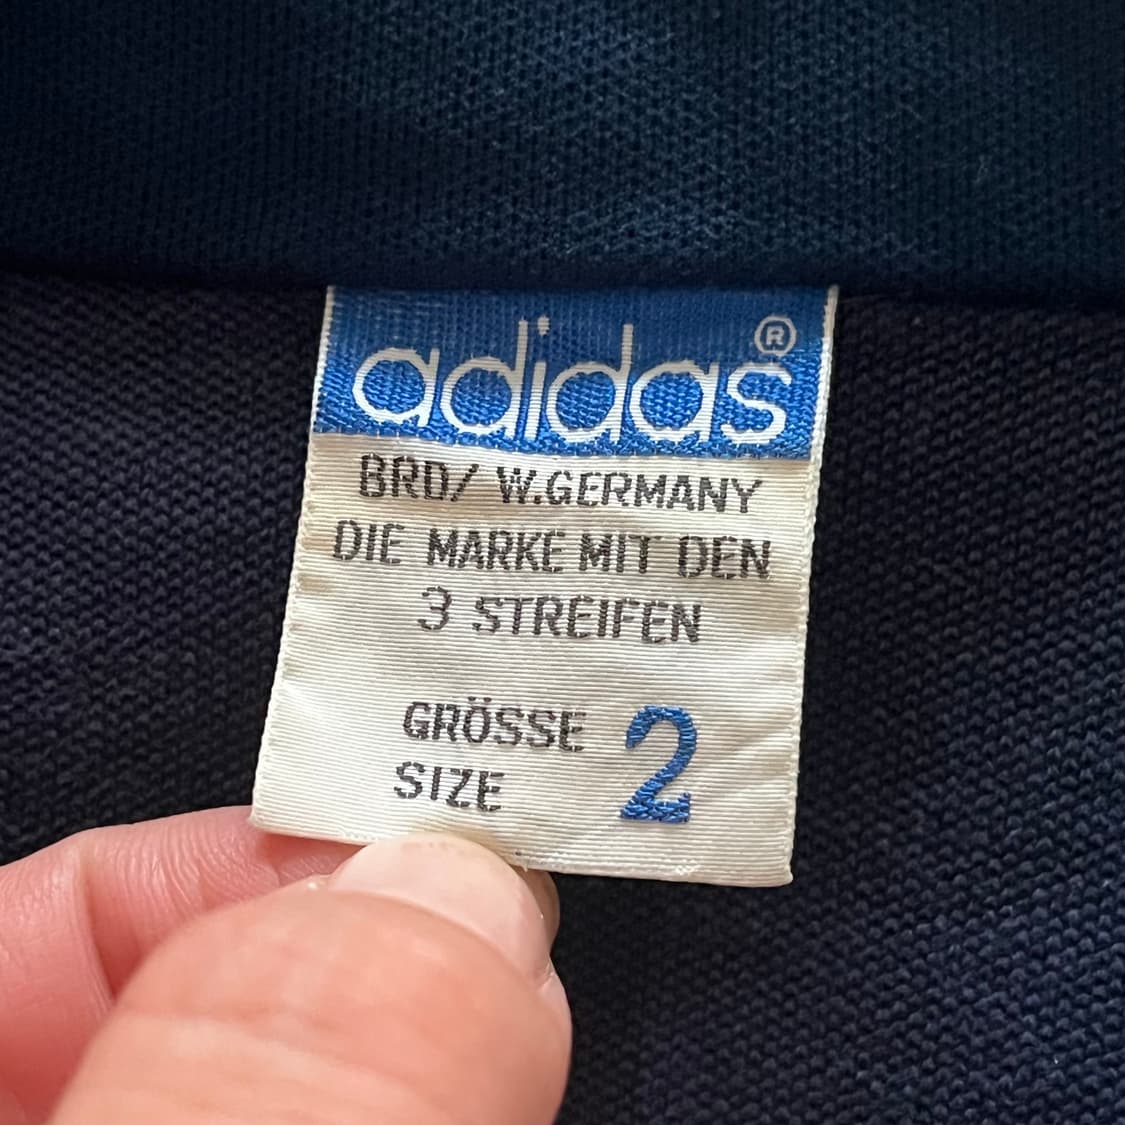 adidas®
BRD/ W.GERMANY
DIE MARKE MIT DEN
3 STREIFEN
GRÖSSE 2
SIZE